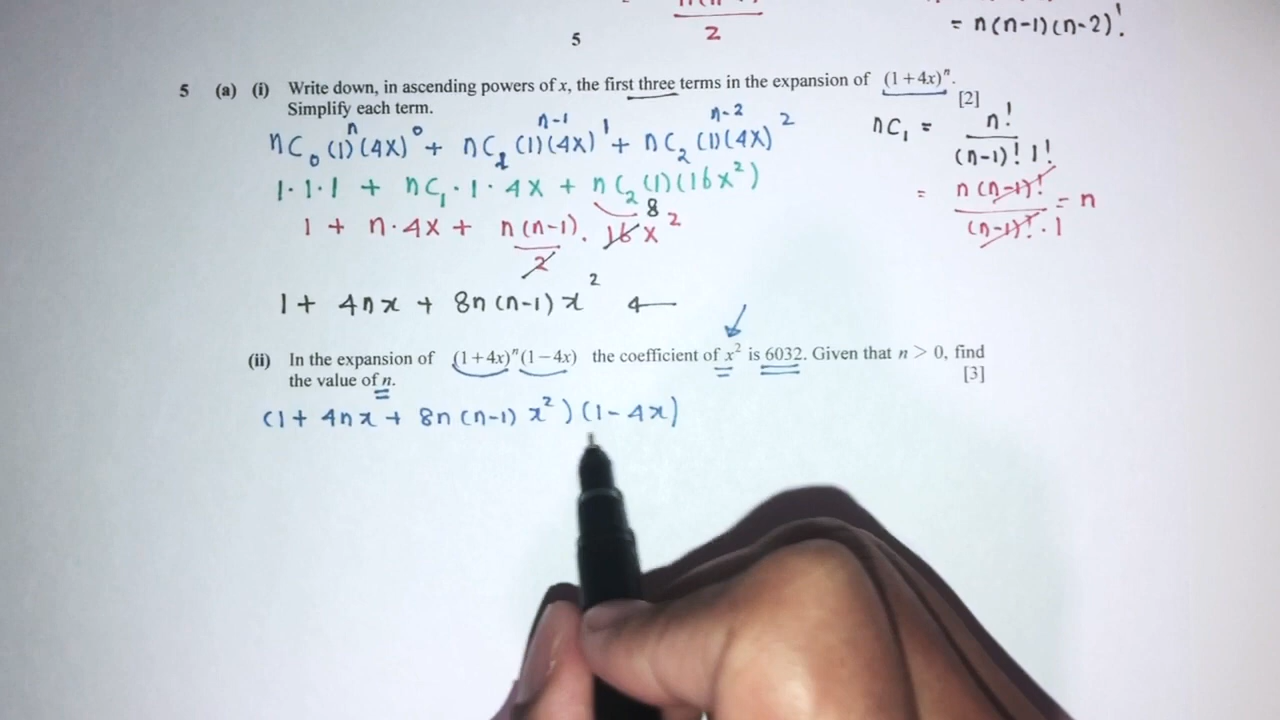 2
= n(n-1)(n-2)!
5
5 (a) (i) Write down, in ascending powers of x, the first three terms in the expansion of (1+4x)ⁿ.
Simplify each term. [2]
nC₀(1)ⁿ(4x)⁰ + nC₁(1)ⁿ⁻¹(4x)¹ + nC₂(1)ⁿ⁻²(4x)²
nC₁ = n!
(n-1)! 1!
1·1·1 + nC₁·1·4x + nC₂(1)(16x²)
= n(n-1)! = n
(n-1)!·1
8
1 + n·4x + n(n-1) · 16x²
2
1 + 4nx + 8n(n-1)x² ←
(ii) In the expansion of (1+4x)ⁿ(1−4x) the coefficient of x² is 6032. Given that n > 0, find
the value of n. [3]
(1 + 4nx + 8n(n-1)x²)(1-4x)